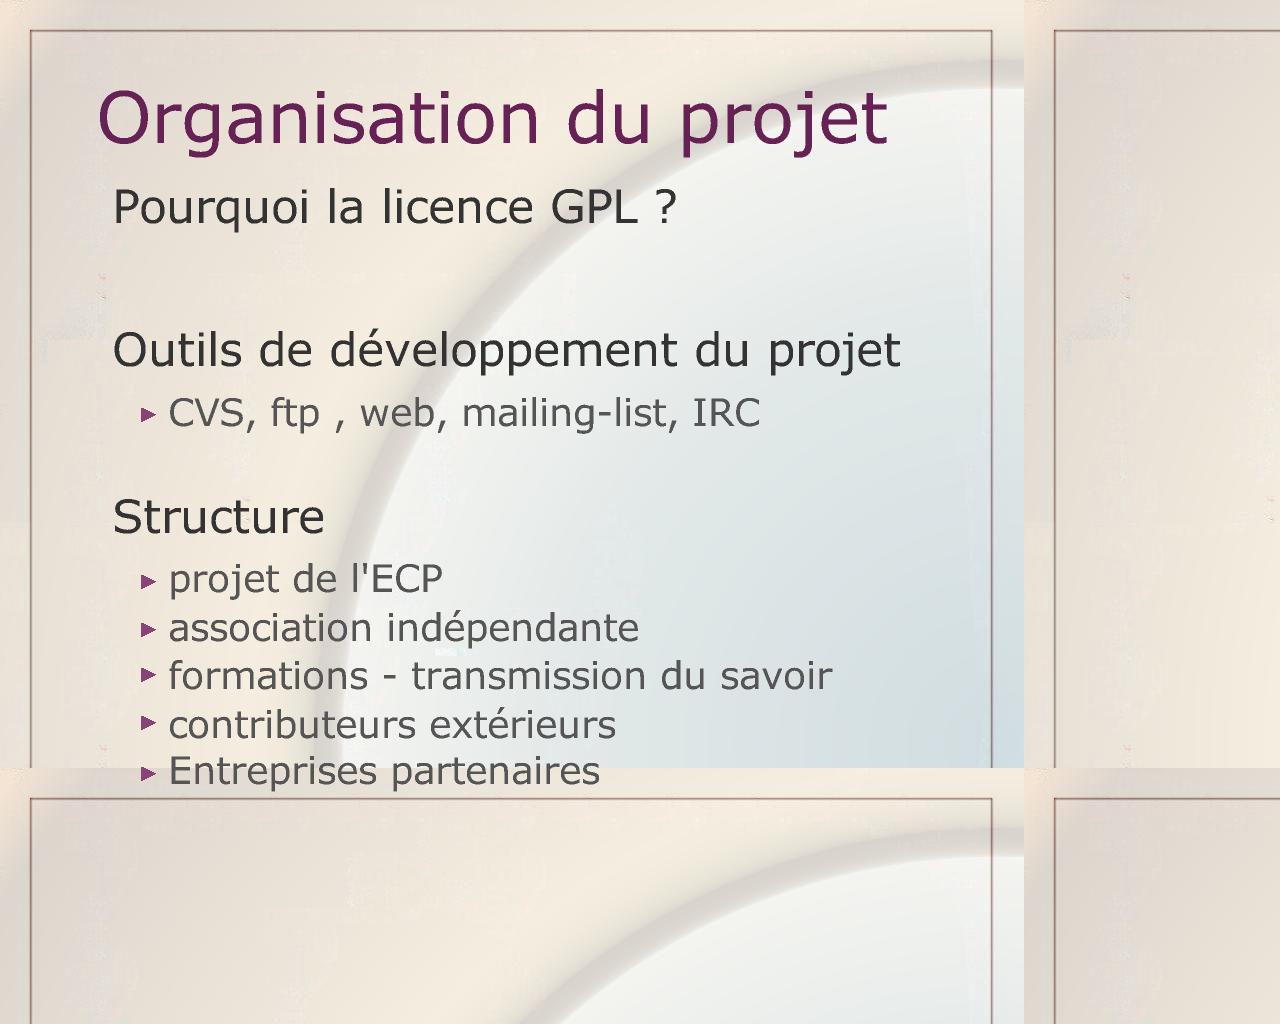 Organisation du projet
Pourquoi la licence GPL ?
Outils de développement du projet
CVS, ftp , web, mailing-list, IRC
Structure
projet de l'ECP
association indépendante
formations - transmission du savoir
contributeurs extérieurs
Entreprises partenaires